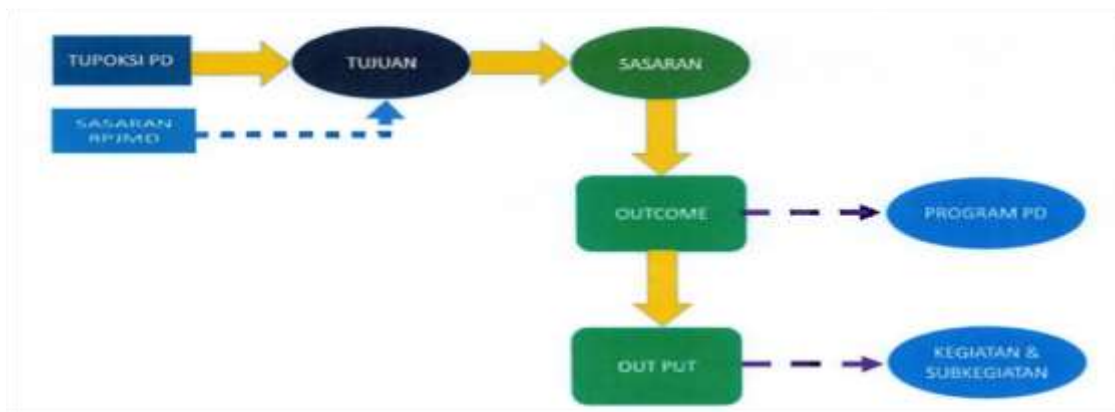 TUPOKSI PD
TUJUAN
SASARAN
SASARAN
RPJMD
OUTCOME
PROGRAM PD
OUT PUT
KEGIATAN &
SUBKEGIATAN